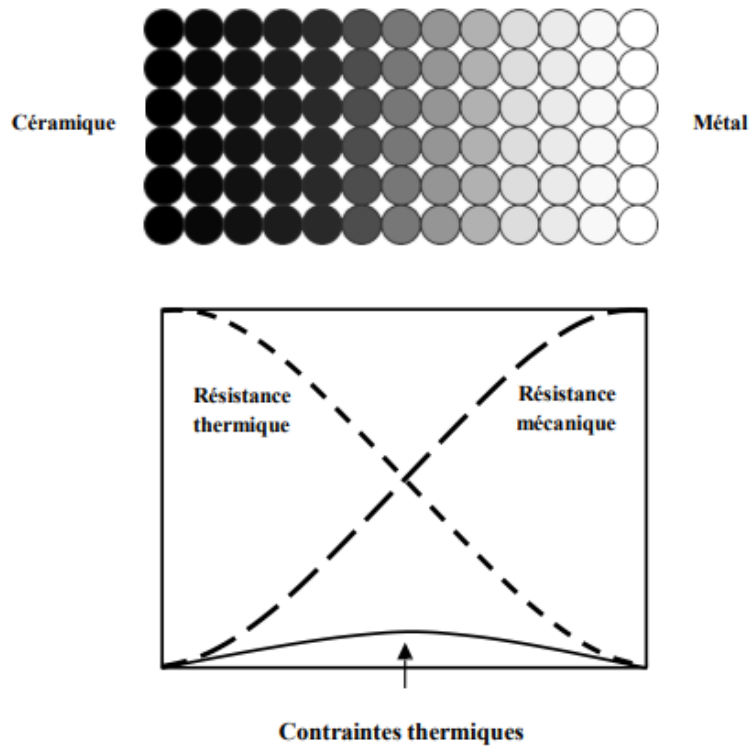 Céramique
Métal
Résistance
thermique
Résistance
mécanique
Contraintes thermiques